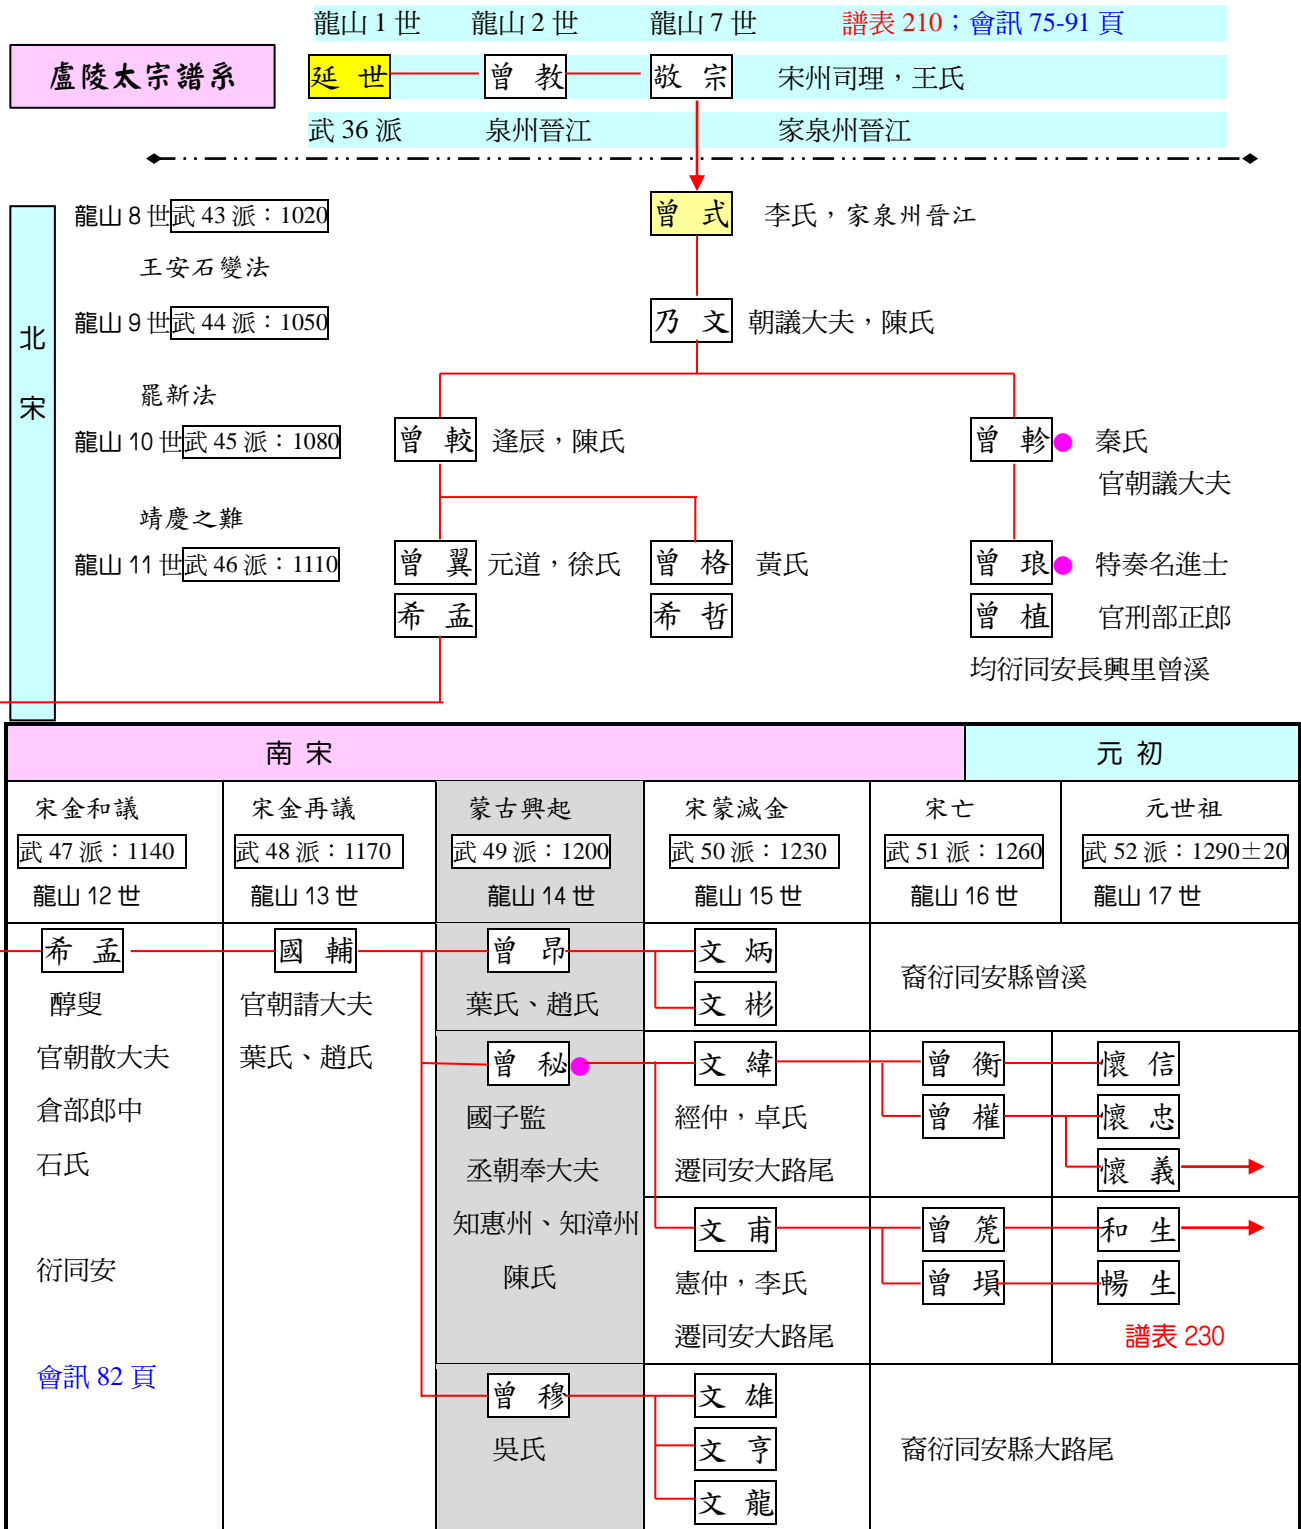 龍山 1 世 龍山 2 世 龍山 7 世 譜表 210；會訊 75-91 頁
盧陵太宗譜系
延 世 曾 教 敬 宗 宋州司理，王氏
武 36 派 泉州晉江 家泉州晉江
北宋
龍山 8 世 武 43 派：1020 曾 式 李氏，家泉州晉江
王安石變法
龍山 9 世 武 44 派：1050 乃 文 朝議大夫，陳氏
罷新法
龍山 10 世 武 45 派：1080 曾 較 逢辰，陳氏 曾 軫 秦氏
官朝議大夫
靖慶之難
龍山 11 世 武 46 派：1110 曾 翼 元道，徐氏 曾 格 黃氏 曾 琅 特奏名進士
希 孟 希 哲 曾 植 官刑部正郎
均衍同安長興里曾溪
南 宋 元 初
宋金和議 宋金再議 蒙古興起 宋蒙滅金 宋亡 元世祖
武 47 派：1140 武 48 派：1170 武 49 派：1200 武 50 派：1230 武 51 派：1260 武 52 派：1290±20
龍山 12 世 龍山 13 世 龍山 14 世 龍山 15 世 龍山 16 世 龍山 17 世
希 孟 國 輔 曾 昂 文 炳
裔衍同安縣曾溪
醇叟 官朝請大夫 葉氏、趙氏 文 彬
官朝散大夫 葉氏、趙氏 曾 秘 文 緯 曾 衡 懷 信
倉部郎中 國子監 經仲，卓氏 曾 權 懷 忠
石氏 丞朝奉大夫 遷同安大路尾 懷 義
知惠州、知漳州 文 甫 曾 箎 和 生
衍同安 陳氏 憲仲，李氏 曾 塤 暢 生
遷同安大路尾 譜表 230
會訊 82 頁 曾 穆 文 雄
吳氏 文 亨 裔衍同安縣大路尾
文 龍